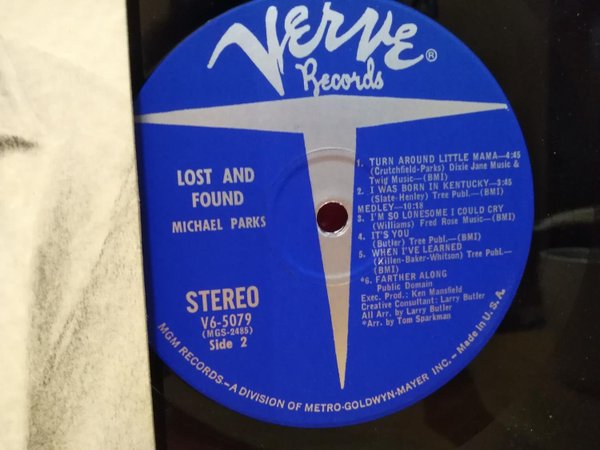 VERVE®
Records
LOST AND
FOUND
MICHAEL PARKS
STEREO
V6-5079
(MGS-2485)
Side 2
1. TURN AROUND LITTLE MAMA—4:45
(Crutchfield-Parks) Dixie Jane Music &
Twig Music—(BMI)
2. I WAS BORN IN KENTUCKY—3:45
(Slate-Henley) Tree Publ.—(BMI)
MEDLEY—10:18
3. I'M SO LONESOME I COULD CRY
(Williams) Fred Rose Music—(BMI)
4. IT'S YOU
(Butler) Tree Publ.—(BMI)
5. WHEN I'VE LEARNED
(Killen-Baker-Whitson) Tree Publ.—
(BMI)
*6. FARTHER ALONG
Public Domain
Exec. Prod.: Ken Mansfield
Creative Consultant: Larry Butler
All Arr. by Larry Butler
*Arr. by Tom Sparkman
MGM RECORDS—A DIVISION OF METRO-GOLDWYN-MAYER INC.—Made in U.S.A.